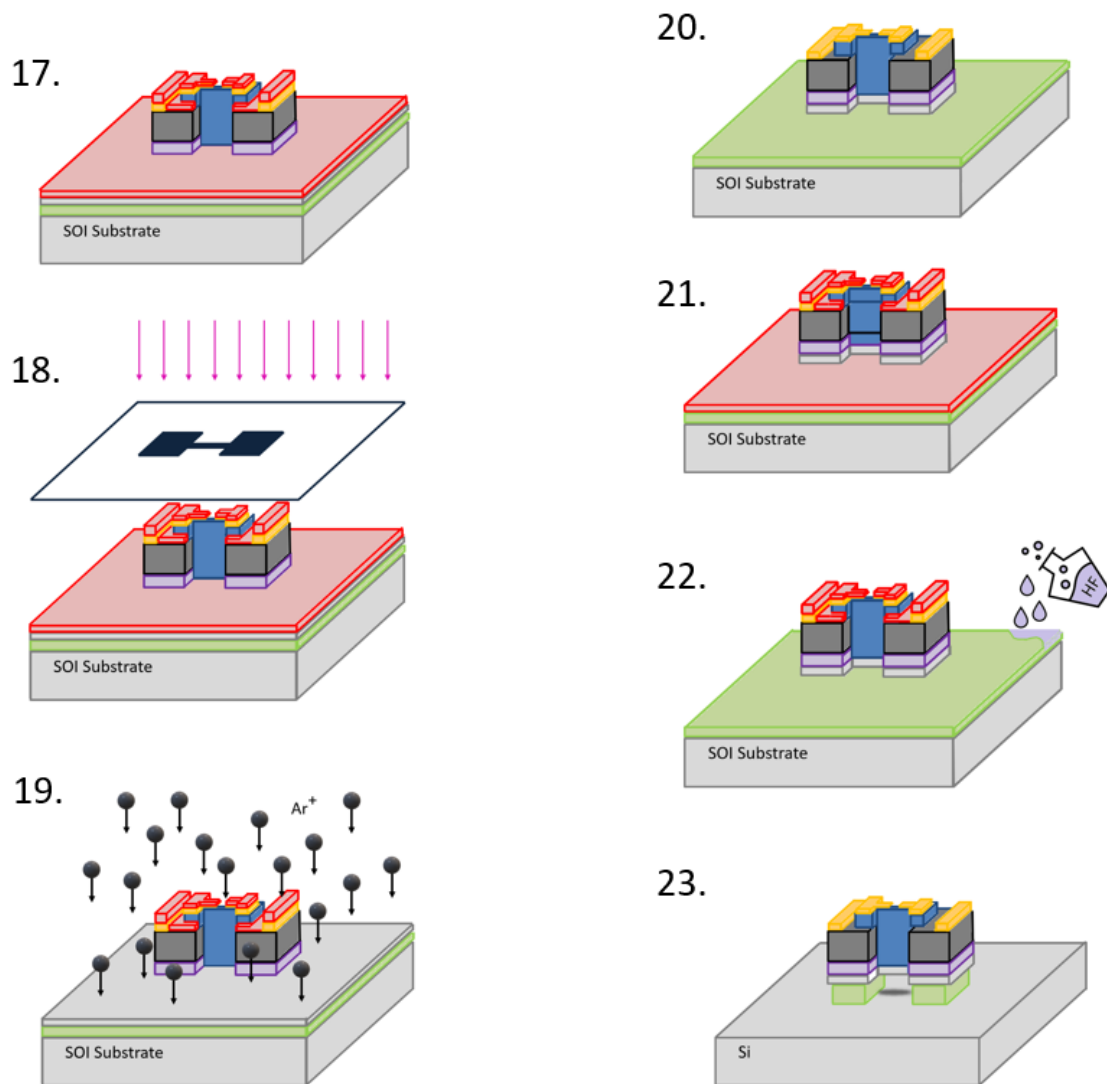 17.
SOI Substrate
18.
SOI Substrate
19.
Ar+
SOI Substrate
20.
SOI Substrate
21.
SOI Substrate
22.
HF
SOI Substrate
23.
Si